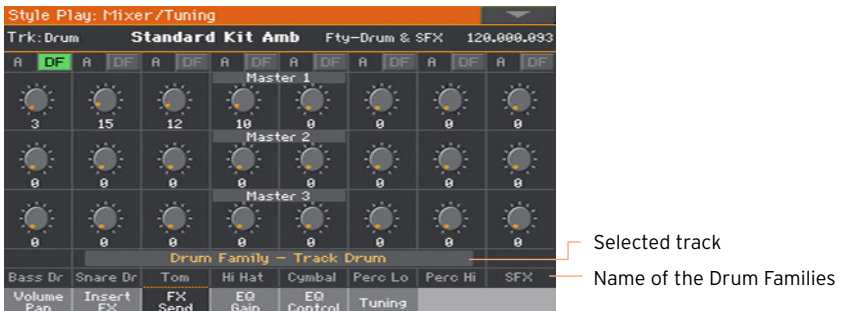 Style Play: Mixer/Tuning
Trk:Drum Standard Kit Amb Fty-Drum & SFX 120.000.093
A DF A DF A DF A DF A DF A DF A DF A DF
Master 1
3 15 12 10 0 0 0 0
Master 2
0 0 0 0 0 0 0 0
Master 3
0 0 0 0 0 0 0 0
Drum Family - Track Drum
Selected track
Bass Dr Snare Dr Tom Hi Hat Cymbal Perc Lo Perc Hi SFX
Name of the Drum Families
Volume Insert FX EQ EQ Tuning
Pan FX Send Gain Control